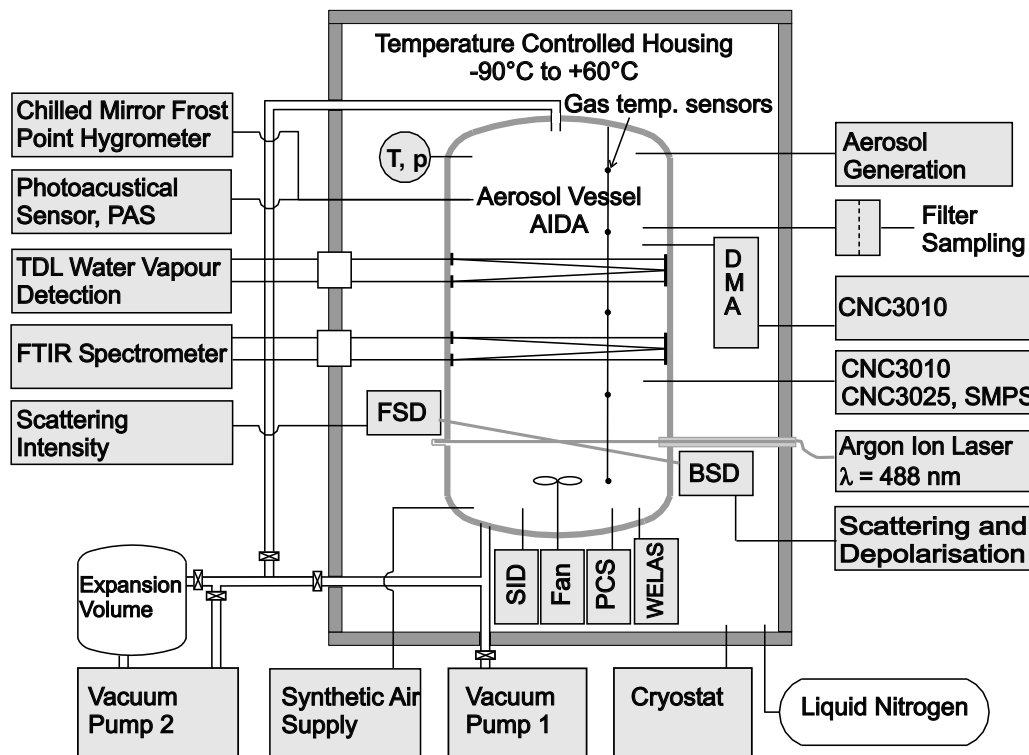 Temperature Controlled Housing
-90°C to +60°C
Gas temp. sensors
Chilled Mirror Frost
Point Hygrometer
T, p
Aerosol
Generation
Photoacustical
Sensor, PAS
Aerosol Vessel
AIDA
Filter
Sampling
TDL Water Vapour
Detection
DMA
CNC3010
FTIR Spectrometer
CNC3010
CNC3025, SMPS
Scattering
Intensity
FSD
Argon Ion Laser
λ = 488 nm
BSD
Scattering and
Depolarisation
SID
Fan
PCS
WELAS
Expansion
Volume
Vacuum
Pump 2
Synthetic Air
Supply
Vacuum
Pump 1
Cryostat
Liquid Nitrogen